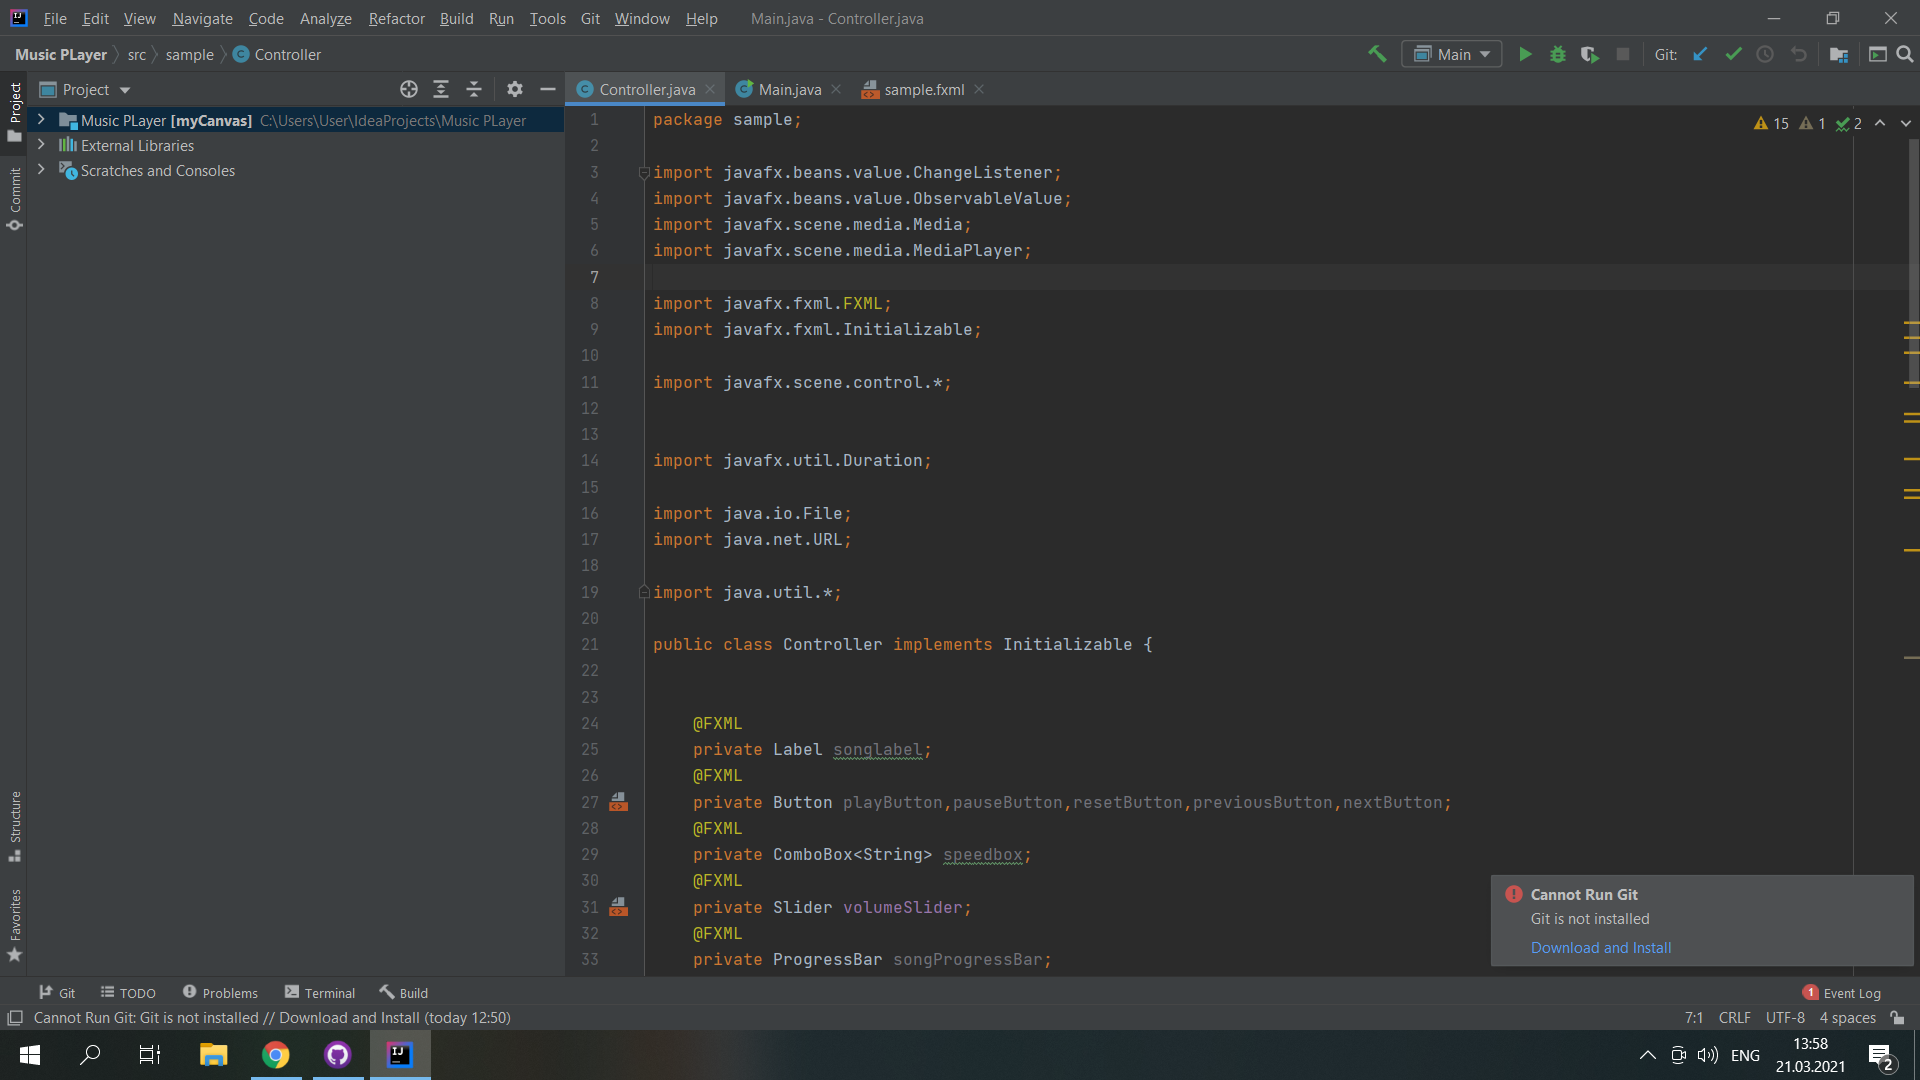 File Edit View Navigate Code Analyze Refactor Build Run Tools Git Window Help Main.java - Controller.java
Music PLayer src sample Controller Main Git:
Project Controller.java Main.java sample.fxml
Project
Commit
Structure
Favorites
Music PLayer [myCanvas] C:\Users\User\IdeaProjects\Music PLayer
External Libraries
Scratches and Consoles
15 1 2
1 package sample;
2
3 import javafx.beans.value.ChangeListener;
4 import javafx.beans.value.ObservableValue;
5 import javafx.scene.media.Media;
6 import javafx.scene.media.MediaPlayer;
7
8 import javafx.fxml.FXML;
9 import javafx.fxml.Initializable;
10
11 import javafx.scene.control.*;
12
13
14 import javafx.util.Duration;
15
16 import java.io.File;
17 import java.net.URL;
18
19 import java.util.*;
20
21 public class Controller implements Initializable {
22
23
24 @FXML
25 private Label songlabel;
26 @FXML
27 private Button playButton,pauseButton,resetButton,previousButton,nextButton;
28 @FXML
29 private ComboBox<String> speedbox;
30 @FXML
31 private Slider volumeSlider;
32 @FXML
33 private ProgressBar songProgressBar;
Cannot Run Git
Git is not installed
Download and Install
Git TODO Problems Terminal Build 1 Event Log
Cannot Run Git: Git is not installed // Download and Install (today 12:50) 7:1 CRLF UTF-8 4 spaces
IJ ENG 13:58
21.03.2021 2